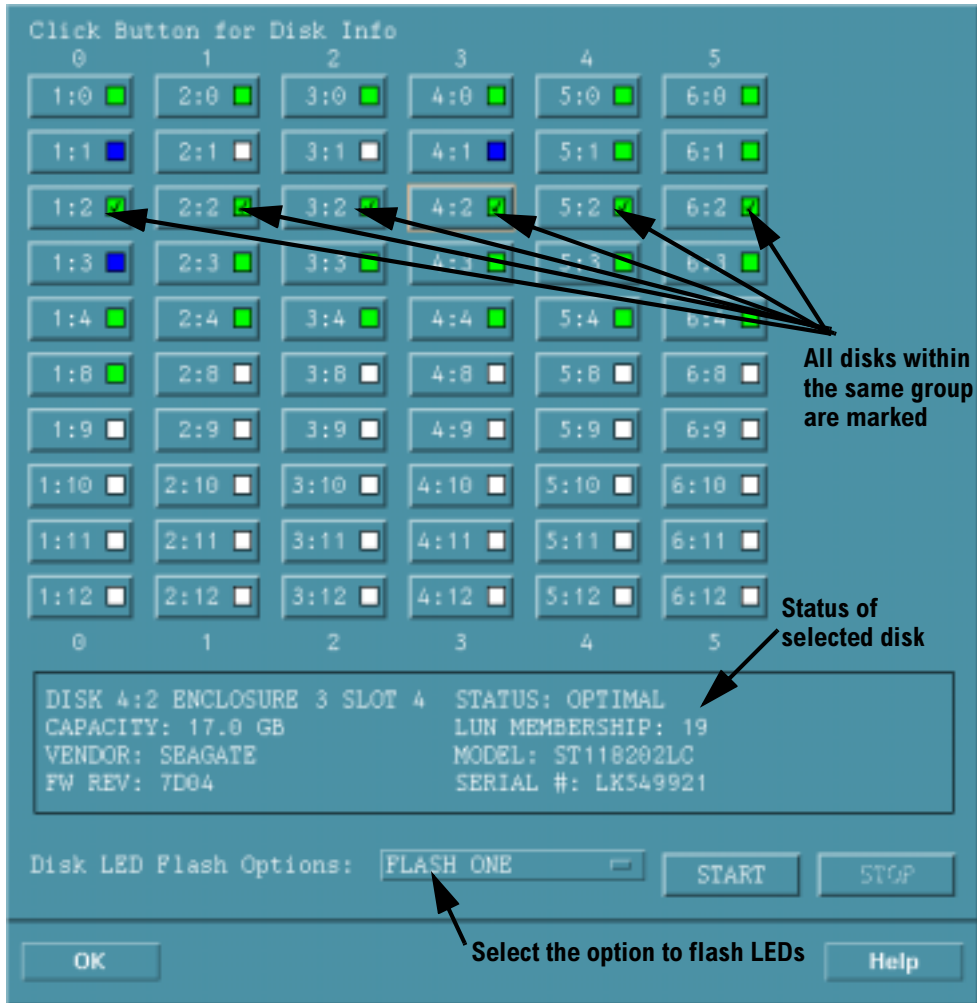 Click Button for Disk Info
0 1 2 3 4 5
1:0 2:0 3:0 4:0 5:0 6:0
1:1 2:1 3:1 4:1 5:1 6:1
1:2 2:2 3:2 4:2 5:2 6:2
1:3 2:3 3:3 4:3 5:3 6:3
1:4 2:4 3:4 4:4 5:4 6:4
All disks within
the same group
are marked
1:8 2:8 3:8 4:8 5:8 6:8
1:9 2:9 3:9 4:9 5:9 6:9
1:10 2:10 3:10 4:10 5:10 6:10
1:11 2:11 3:11 4:11 5:11 6:11
1:12 2:12 3:12 4:12 5:12 6:12
Status of
selected disk
0 1 2 3 4 5
DISK 4:2 ENCLOSURE 3 SLOT 4 STATUS: OPTIMAL
CAPACITY: 17.0 GB LUN MEMBERSHIP: 19
VENDOR: SEAGATE MODEL: ST118202LC
FW REV: 7D04 SERIAL #: LK549921
Disk LED Flash Options: FLASH ONE START STOP
Select the option to flash LEDs
OK Help